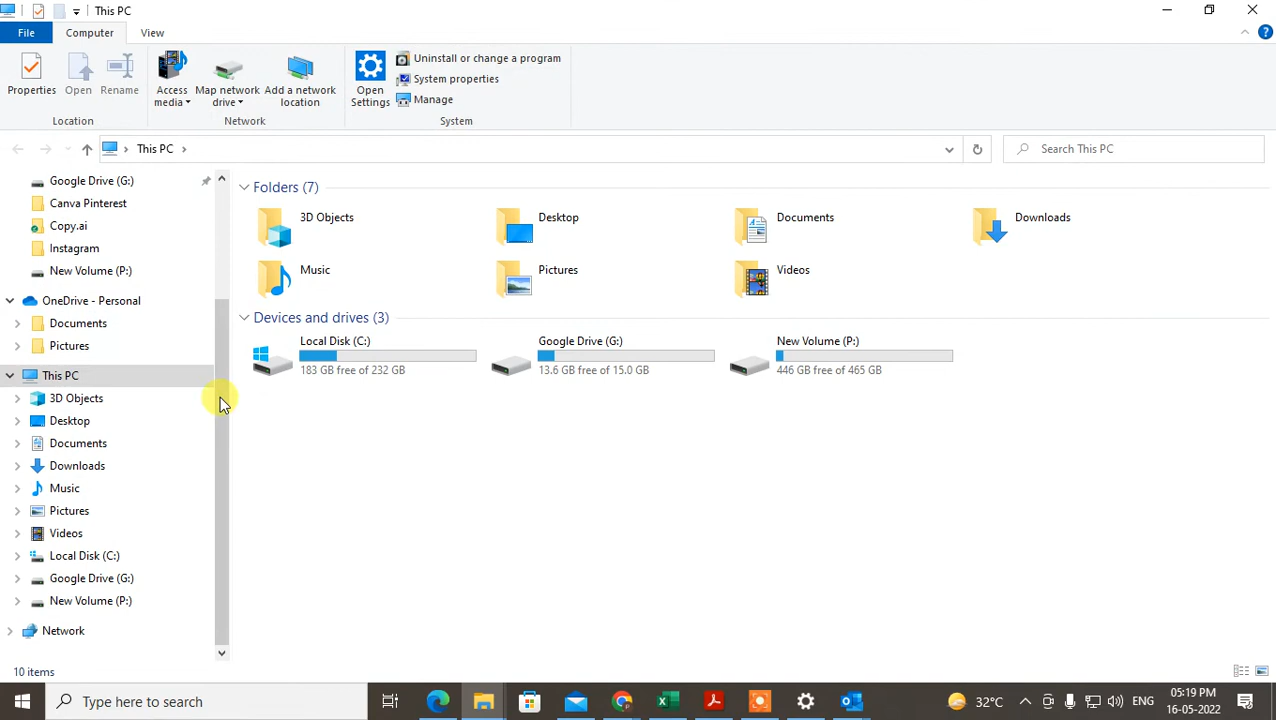 This PC
File
Computer
View
Properties
Open
Rename
Access media
Map network drive
Add a network location
Open Settings
Uninstall or change a program
System properties
Manage
Location
Network
System
This PC
Search This PC
Google Drive (G:)
Canva Pinterest
Copy.ai
Instagram
New Volume (P:)
OneDrive - Personal
Documents
Pictures
This PC
3D Objects
Desktop
Documents
Downloads
Music
Pictures
Videos
Local Disk (C:)
Google Drive (G:)
New Volume (P:)
Network
Folders (7)
3D Objects
Desktop
Documents
Downloads
Music
Pictures
Videos
Devices and drives (3)
Local Disk (C:)
183 GB free of 232 GB
Google Drive (G:)
13.6 GB free of 15.0 GB
New Volume (P:)
446 GB free of 465 GB
10 items
Type here to search
32°C
ENG
05:19 PM
16-05-2022